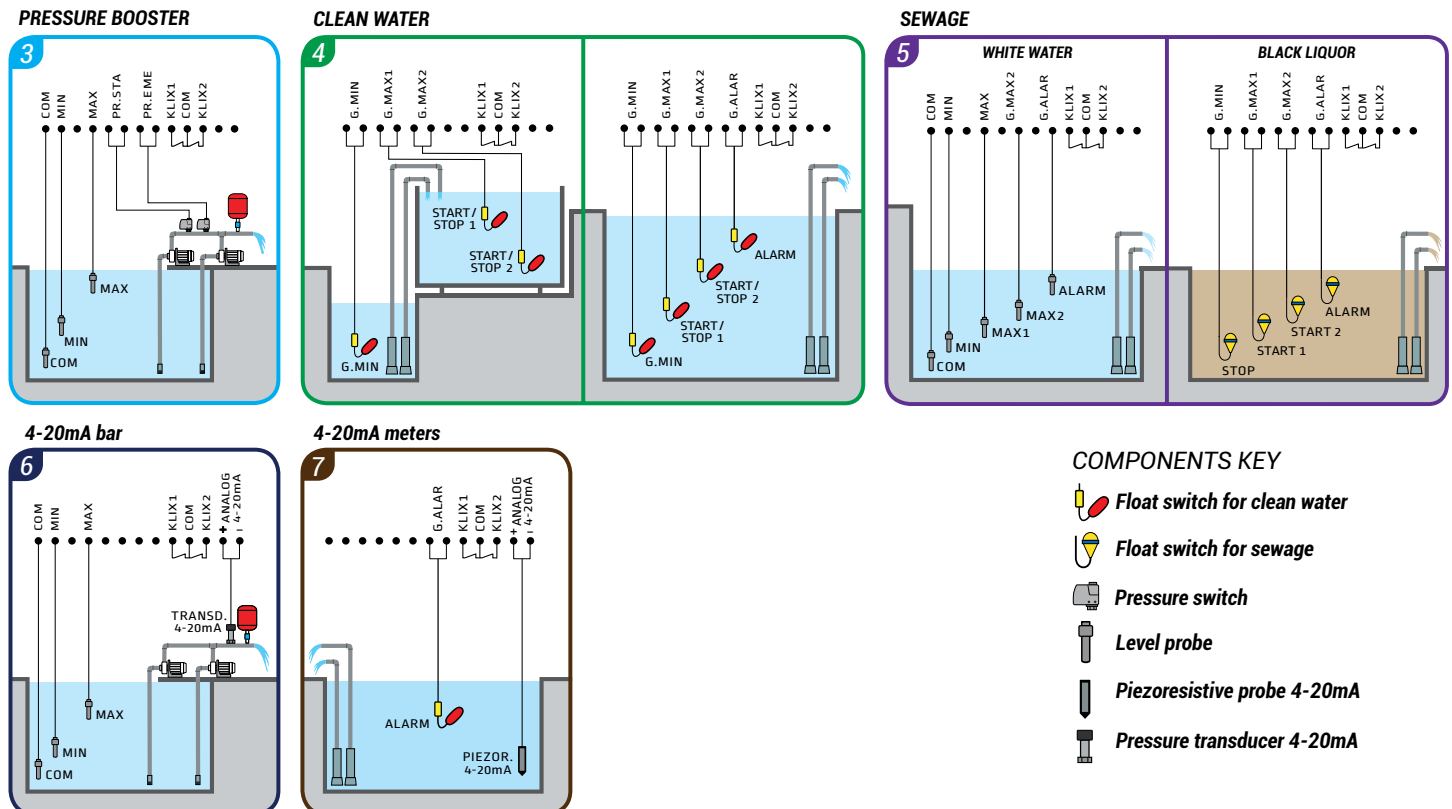 PRESSURE BOOSTER
3
COM
MIN
MAX
PR.STA
PR.EME
KLIX1
COM
KLIX2
MAX
MIN
COM
CLEAN WATER
4
G.MIN
G.MAX1
G.MAX2
KLIX1
COM
KLIX2
START/
STOP 1
START/
STOP 2
G.MIN
G.MIN
G.MAX1
G.MAX2
G.ALAR
KLIX1
COM
KLIX2
ALARM
START/
STOP 2
START/
STOP 1
G.MIN
SEWAGE
5
WHITE WATER
COM
MIN
MAX
G.MAX2
G.ALAR
KLIX1
COM
KLIX2
ALARM
MAX2
MAX1
MIN
COM
BLACK LIQUOR
G.MIN
G.MAX1
G.MAX2
G.ALAR
KLIX1
COM
KLIX2
ALARM
START 2
START 1
STOP
4-20mA bar
6
COM
MIN
MAX
KLIX1
COM
KLIX2
+ ANALOG
- 4-20mA
TRANSD.
4-20mA
MAX
MIN
COM
4-20mA meters
7
G.ALAR
KLIX1
COM
KLIX2
+ ANALOG
- 4-20mA
ALARM
PIEZOR.
4-20mA
COMPONENTS KEY
Float switch for clean water
Float switch for sewage
Pressure switch
Level probe
Piezoresistive probe 4-20mA
Pressure transducer 4-20mA